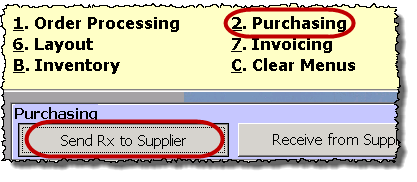 1. Order Processing 2. Purchasing
6. Layout 7. Invoicing
B. Inventory C. Clear Menus
Purchasing
Send Rx to Supplier Receive from Supp